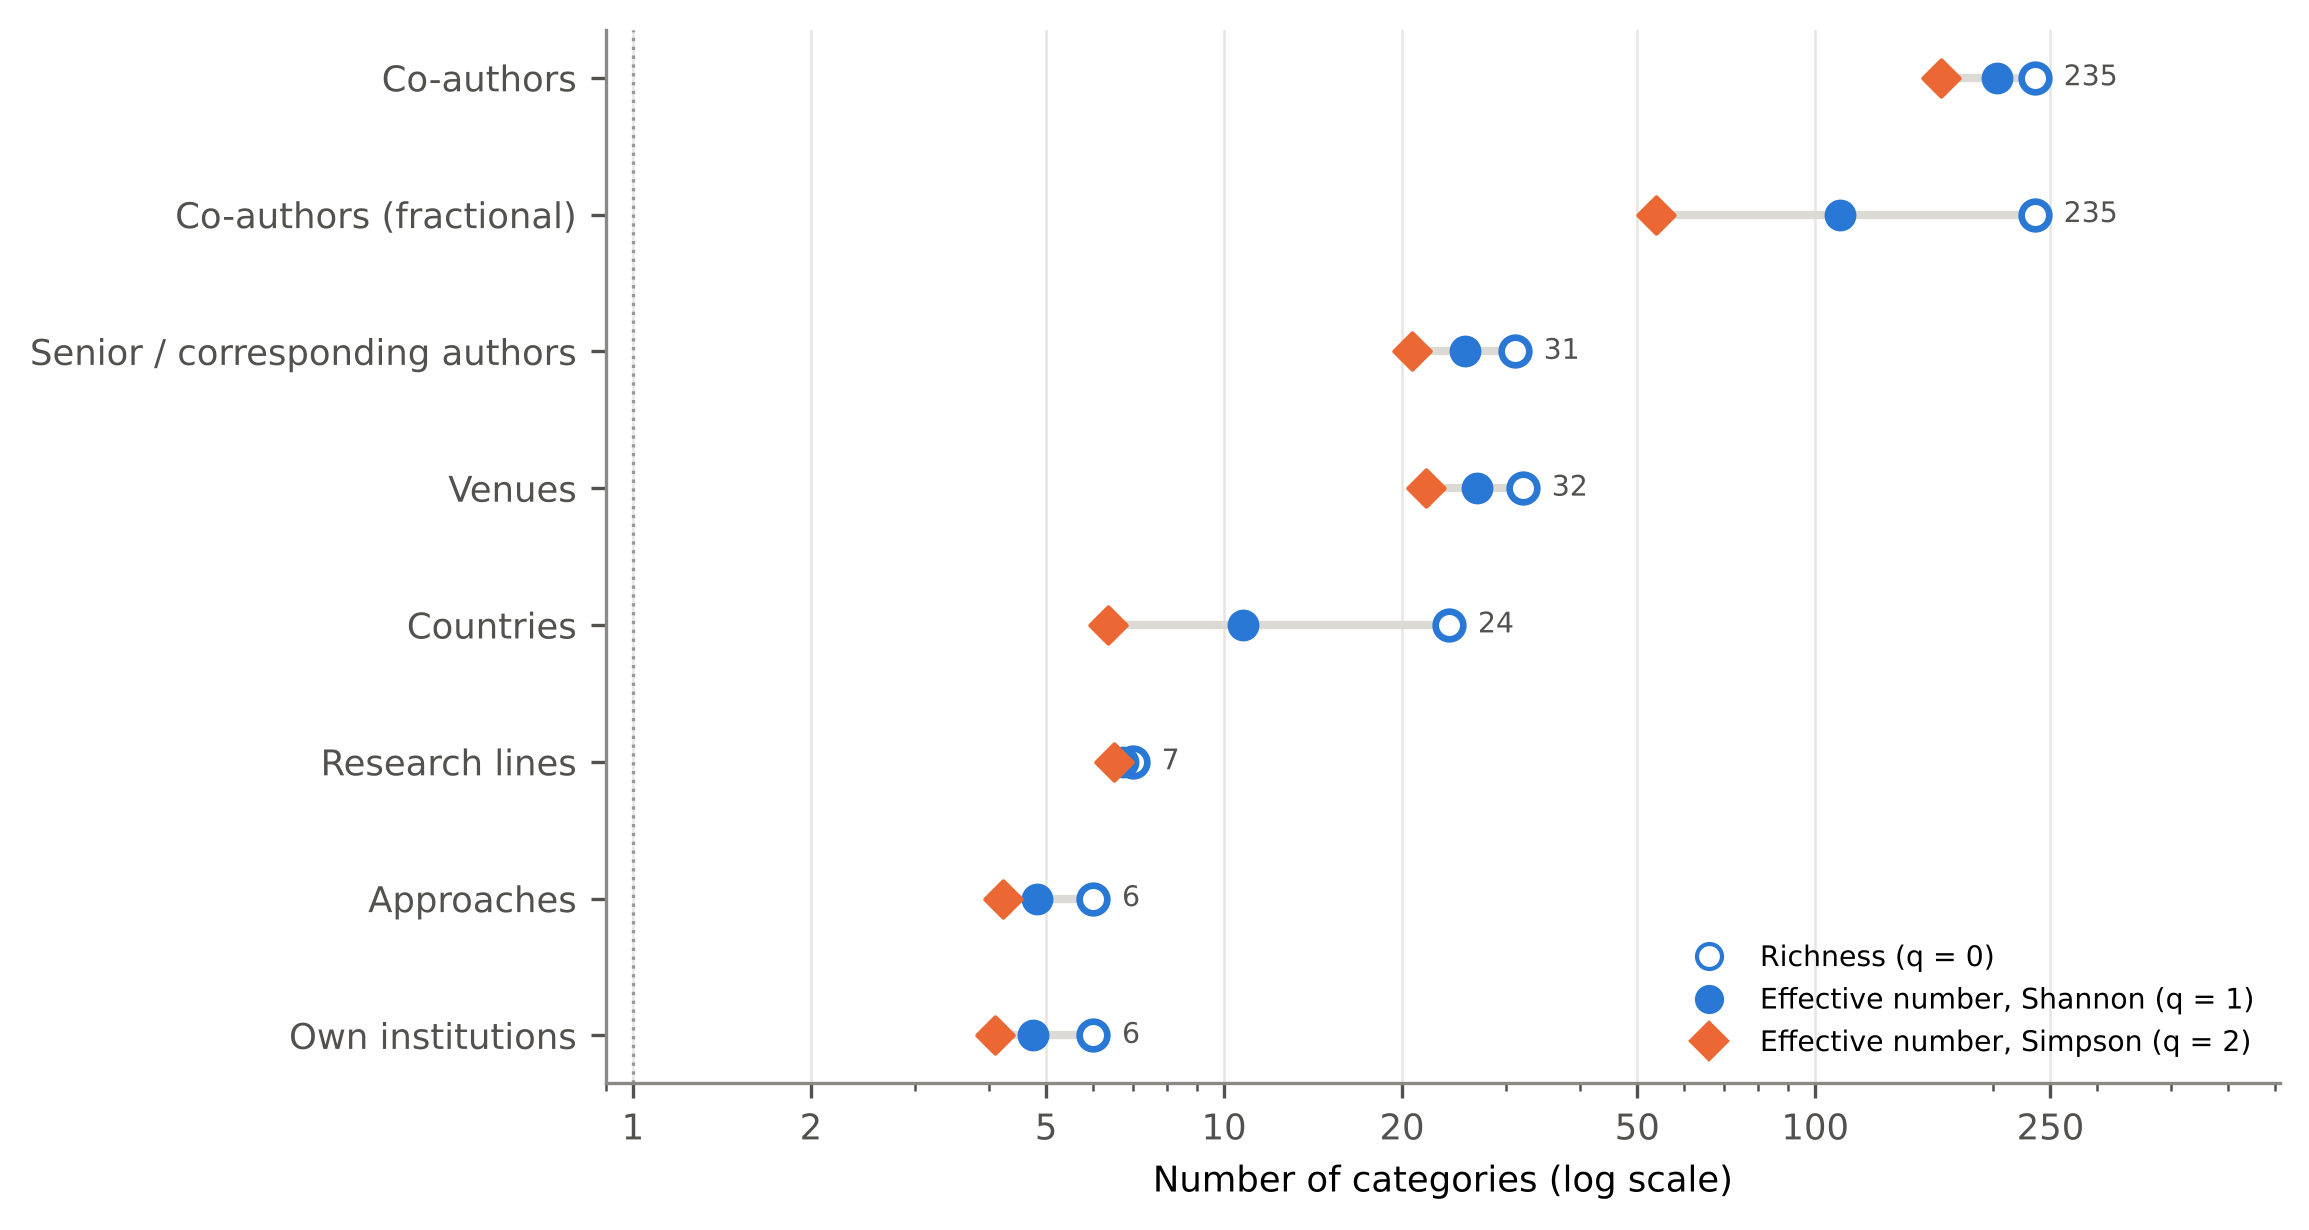 Co-authors
235
Co-authors (fractional)
235
Senior / corresponding authors
31
Venues
32
Countries
24
Research lines
7
Approaches
6
Own institutions
6
Richness (q = 0)
Effective number, Shannon (q = 1)
Effective number, Simpson (q = 2)
1 2 5 10 20 50 100 250
Number of categories (log scale)